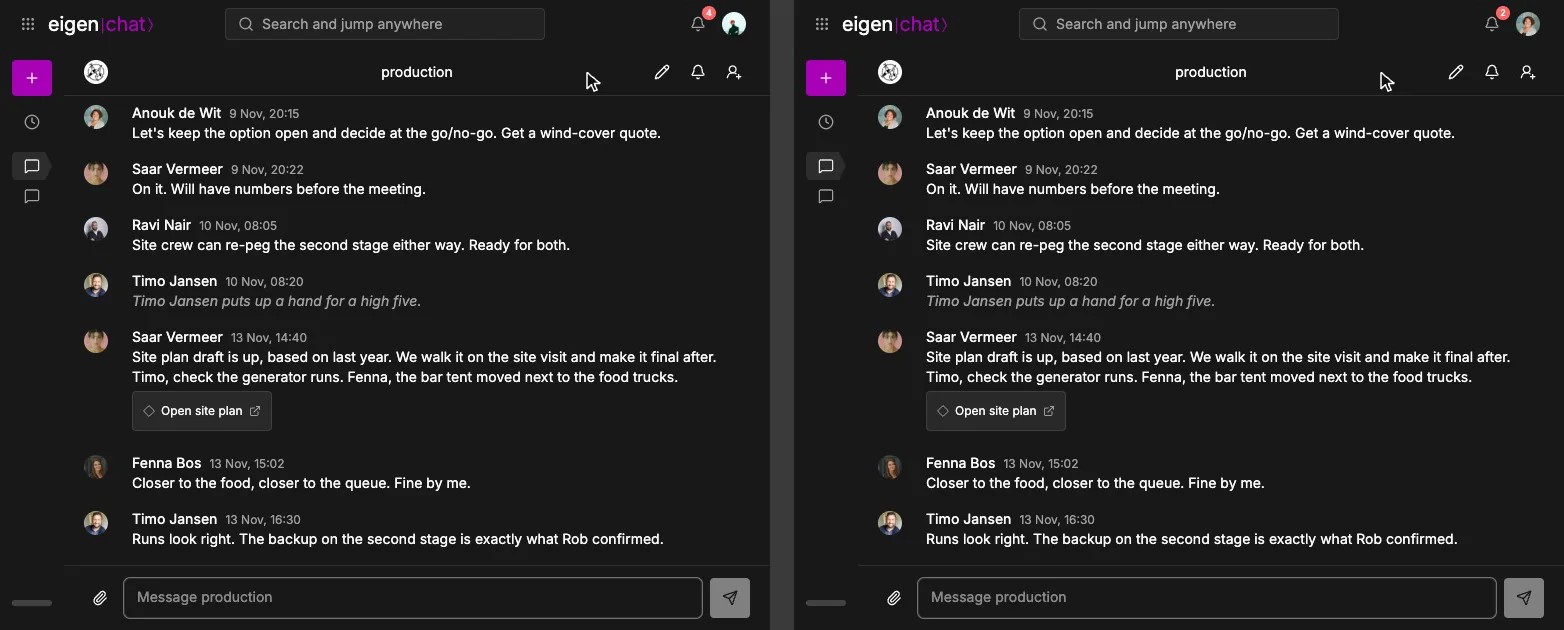 eigen|chat⟩
Search and jump anywhere
4
production
Anouk de Wit 9 Nov, 20:15
Let's keep the option open and decide at the go/no-go. Get a wind-cover quote.
Saar Vermeer 9 Nov, 20:22
On it. Will have numbers before the meeting.
Ravi Nair 10 Nov, 08:05
Site crew can re-peg the second stage either way. Ready for both.
Timo Jansen 10 Nov, 08:20
Timo Jansen puts up a hand for a high five.
Saar Vermeer 13 Nov, 14:40
Site plan draft is up, based on last year. We walk it on the site visit and make it final after.
Timo, check the generator runs. Fenna, the bar tent moved next to the food trucks.
Open site plan
Fenna Bos 13 Nov, 15:02
Closer to the food, closer to the queue. Fine by me.
Timo Jansen 13 Nov, 16:30
Runs look right. The backup on the second stage is exactly what Rob confirmed.
Message production
eigen|chat⟩
Search and jump anywhere
2
production
Anouk de Wit 9 Nov, 20:15
Let's keep the option open and decide at the go/no-go. Get a wind-cover quote.
Saar Vermeer 9 Nov, 20:22
On it. Will have numbers before the meeting.
Ravi Nair 10 Nov, 08:05
Site crew can re-peg the second stage either way. Ready for both.
Timo Jansen 10 Nov, 08:20
Timo Jansen puts up a hand for a high five.
Saar Vermeer 13 Nov, 14:40
Site plan draft is up, based on last year. We walk it on the site visit and make it final after.
Timo, check the generator runs. Fenna, the bar tent moved next to the food trucks.
Open site plan
Fenna Bos 13 Nov, 15:02
Closer to the food, closer to the queue. Fine by me.
Timo Jansen 13 Nov, 16:30
Runs look right. The backup on the second stage is exactly what Rob confirmed.
Message production